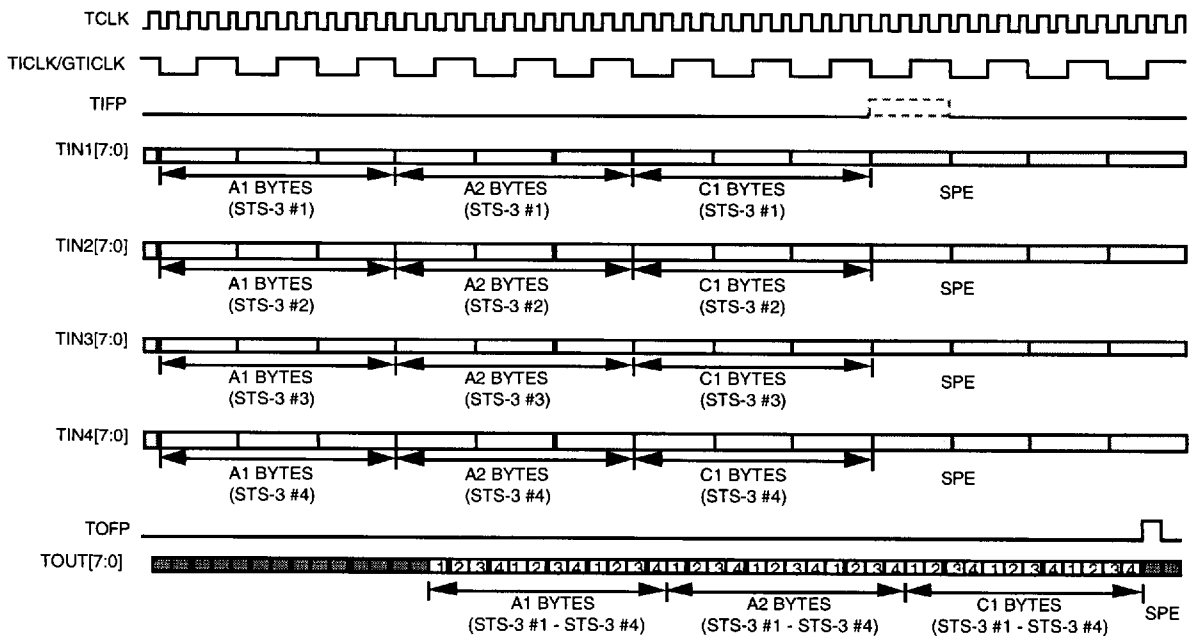 TCLK
TICLK/GTICLK
TIFP
TIN1[7:0]
A1 BYTES
(STS-3 #1)
A2 BYTES
(STS-3 #1)
C1 BYTES
(STS-3 #1)
SPE
TIN2[7:0]
A1 BYTES
(STS-3 #2)
A2 BYTES
(STS-3 #2)
C1 BYTES
(STS-3 #2)
SPE
TIN3[7:0]
A1 BYTES
(STS-3 #3)
A2 BYTES
(STS-3 #3)
C1 BYTES
(STS-3 #3)
SPE
TIN4[7:0]
A1 BYTES
(STS-3 #4)
A2 BYTES
(STS-3 #4)
C1 BYTES
(STS-3 #4)
SPE
TOFP
TOUT[7:0]
1 2 3 4 1 2 3 4 1 2 3 4 1 2 3 4 1 2 3 4 1 2 3 4 1 2 3 4 1 2 3 4 1 2 3 4
A1 BYTES
(STS-3 #1 - STS-3 #4)
A2 BYTES
(STS-3 #1 - STS-3 #4)
C1 BYTES
(STS-3 #1 - STS-3 #4)
SPE